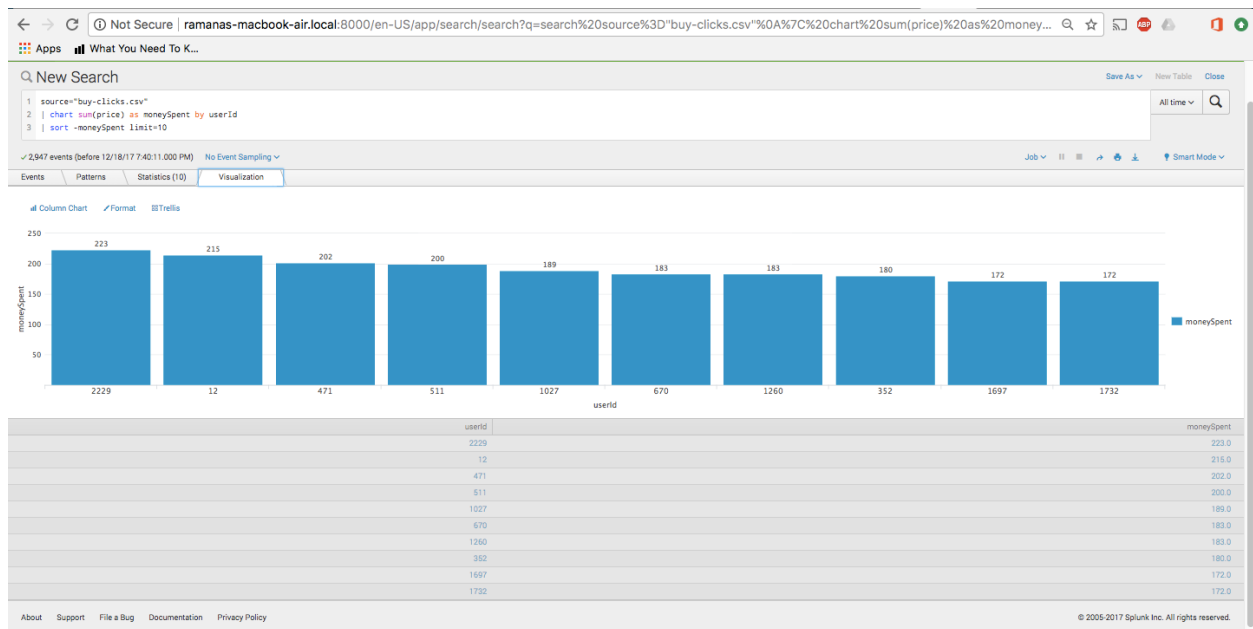 Not Secure | ramanas-macbook-air.local:8000/en-US/app/search/search?q=search%20source%3D"buy-clicks.csv"%0A%7C%20chart%20sum(price)%20as%20money...
ABP
Apps What You Need To K...
New Search
Save As New Table Close
1 source="buy-clicks.csv"
2 | chart sum(price) as moneySpent by userId
3 | sort -moneySpent limit=10
All time
✓ 2,947 events (before 12/18/17 7:40:11.000 PM) No Event Sampling
Job Smart Mode
Events Patterns Statistics (10) Visualization
Column Chart Format Trellis
250
200
150
100
50
moneySpent
223 215 202 200 189 183 183 180 172 172
moneySpent
2229 12 471 511 1027 670 1260 352 1697 1732
userId
userId moneySpent
2229 223.0
12 215.0
471 202.0
511 200.0
1027 189.0
670 183.0
1260 183.0
352 180.0
1697 172.0
1732 172.0
About Support File a Bug Documentation Privacy Policy © 2005-2017 Splunk Inc. All rights reserved.